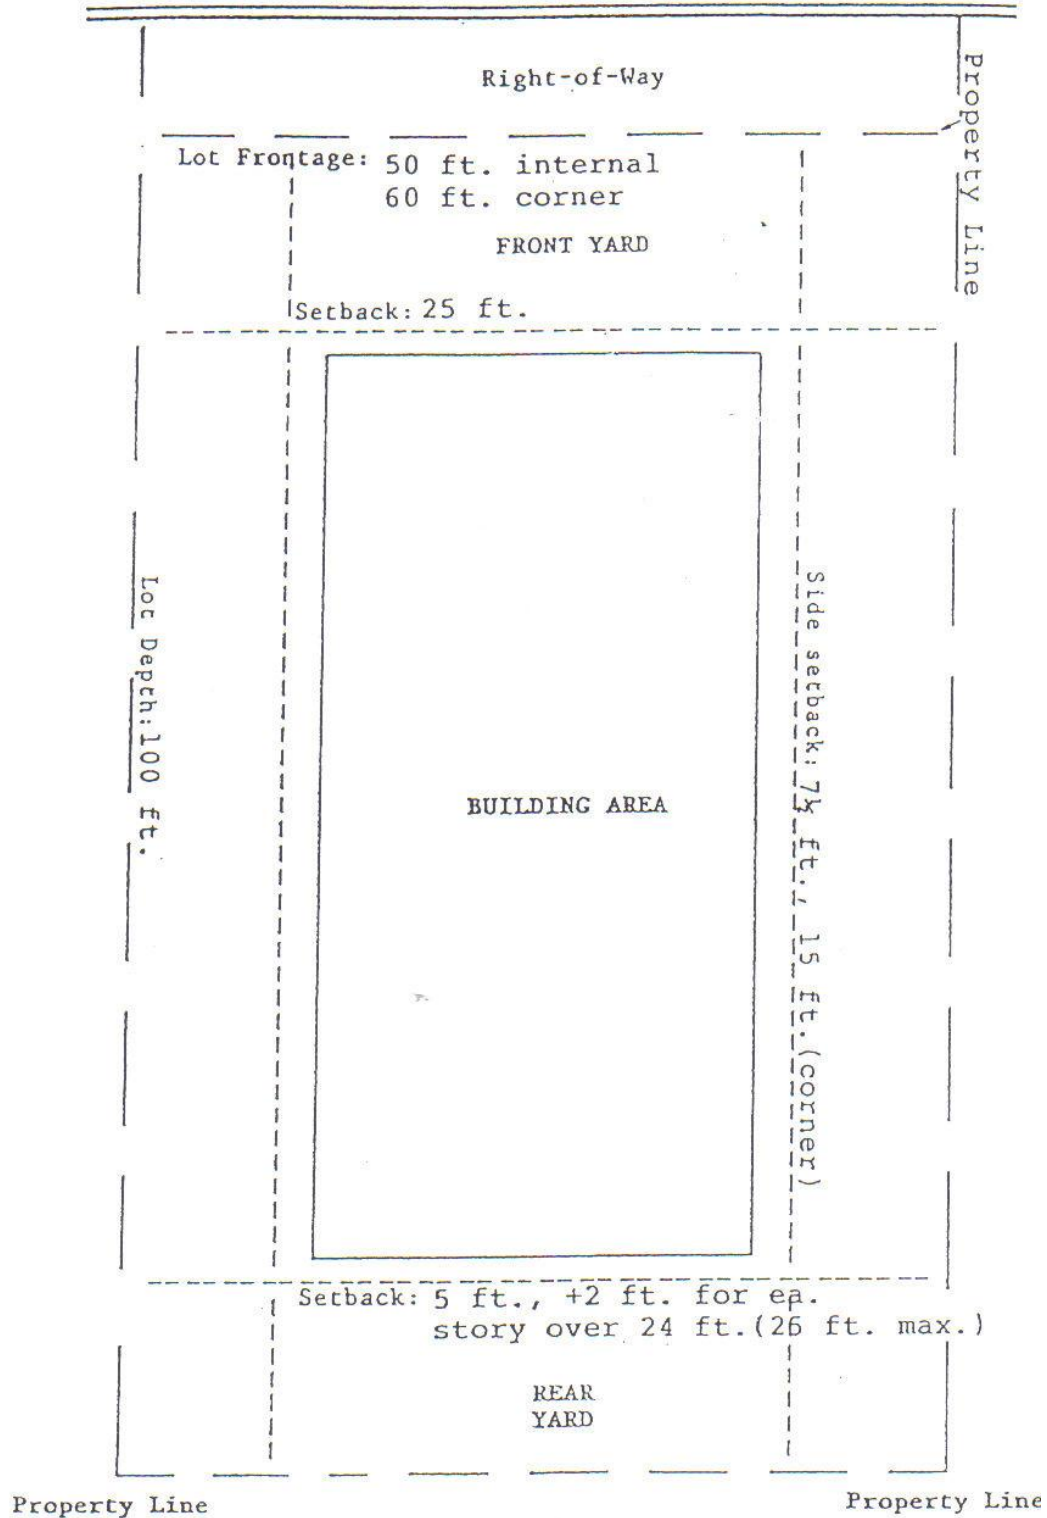 Right-of-Way
Property Line
Lot Frontage: 50 ft. internal
60 ft. corner
FRONT YARD
Setback: 25 ft.
Lot Depth: 100 ft.
Side setback: 7½ ft., 15 ft. (corner)
BUILDING AREA
Setback: 5 ft., +2 ft. for ea.
story over 24 ft. (26 ft. max.)
REAR
YARD
Property Line
Property Line